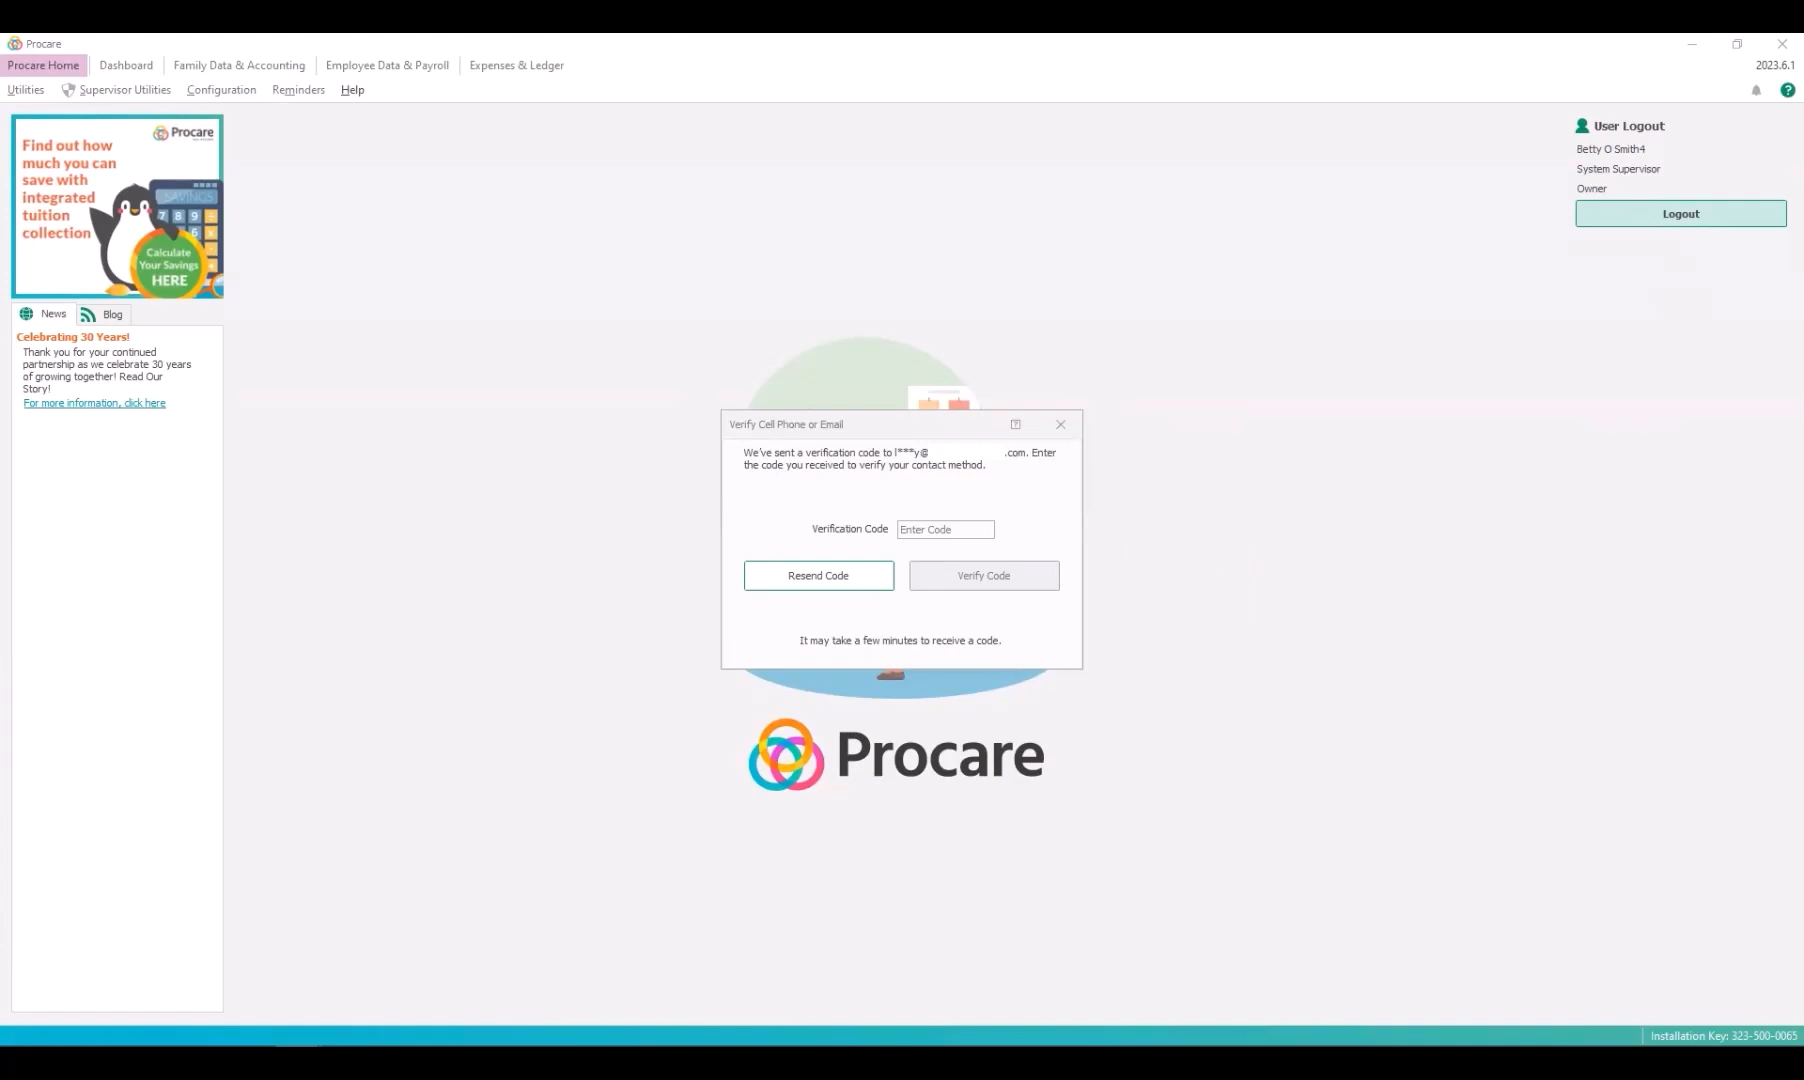 Procare
Procare Home
Dashboard
Family Data & Accounting
Employee Data & Payroll
Expenses & Ledger
2023.6.1
Utilities
Supervisor Utilities
Configuration
Reminders
Help
?
Procare
Find out how
much you can
save with
integrated
tuition
collection
SAVINGS
7 8 9
6 x
Calculate
Your Savings
HERE
User Logout
Betty O Smith4
System Supervisor
Owner
Logout
News
Blog
Celebrating 30 Years!
Thank you for your continued
partnership as we celebrate 30 years
of growing together! Read Our
Story!
For more information, click here
Verify Cell Phone or Email
?
We've sent a verification code to l***y@ .com. Enter
the code you received to verify your contact method.
Verification Code
Enter Code
Resend Code
Verify Code
It may take a few minutes to receive a code.
Procare
Installation Key: 323-500-0065